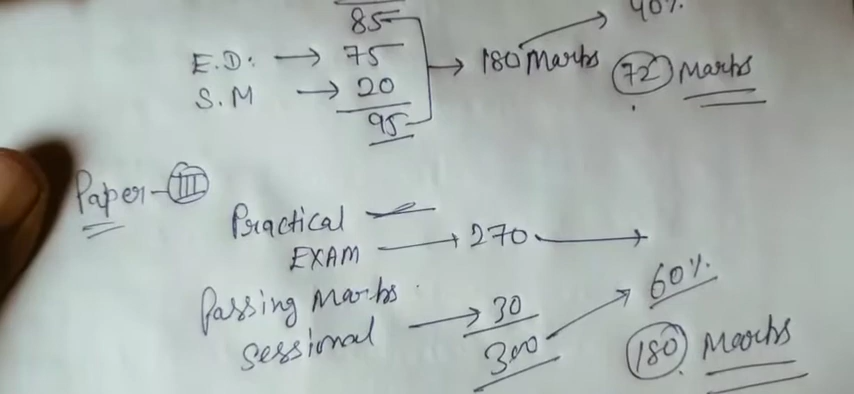 85
40%
E.D. → 75
S.M → 20
95
→ 180 Marks
72 Marks
Paper - III
Practical
EXAM → 270 →
Passing Marks
sessional → 30
300
60%
180 Marks